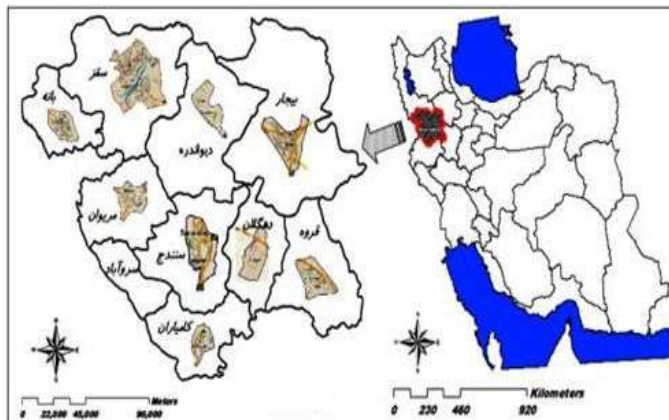 سقز
بانه
بیجار
دیواندره
مریوان
سنندج
دهگلان
قروه
سروآباد
کامیاران
Meters
0 22,000 45,000 90,000
Kilometers
0 230 460 920